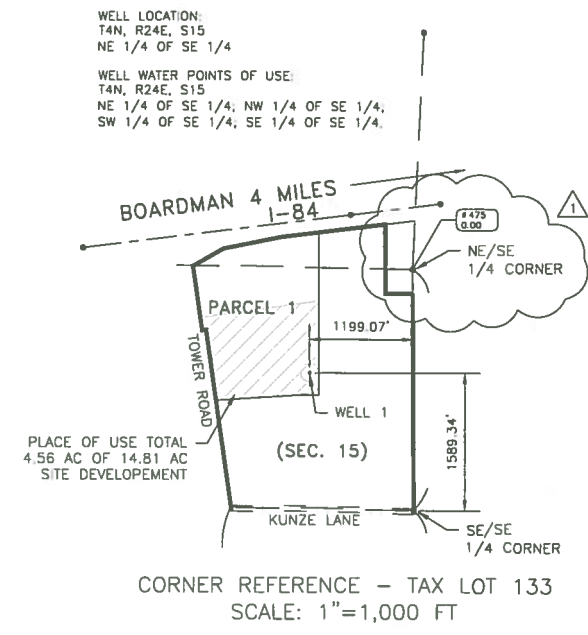 WELL LOCATION:
T4N, R24E, S15
NE 1/4 OF SE 1/4
WELL WATER POINTS OF USE:
T4N, R24E, S15
NE 1/4 OF SE 1/4, NW 1/4 OF SE 1/4,
SW 1/4 OF SE 1/4, SE 1/4 OF SE 1/4.
BOARDMAN 4 MILES
I-84
#475
0.00
1
NE/SE
1/4 CORNER
PARCEL 1
1199.07'
TOWER ROAD
WELL 1
1589.34'
PLACE OF USE TOTAL
4.56 AC OF 14.81 AC
SITE DEVELOPEMENT
(SEC. 15)
KUNZE LANE
SE/SE
1/4 CORNER
CORNER REFERENCE - TAX LOT 133
SCALE: 1"=1,000 FT